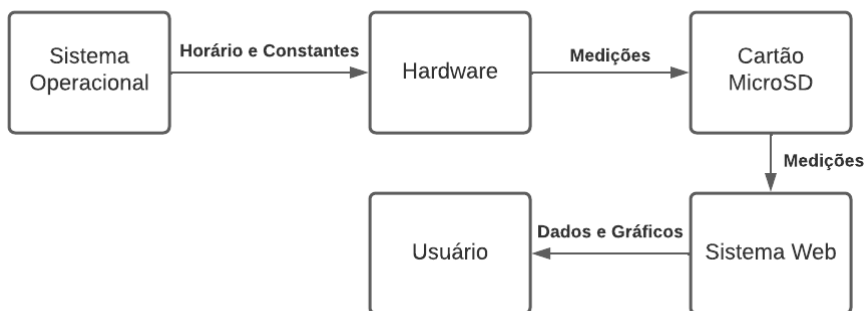 Sistema
Operacional
Horário e Constantes
Hardware
Medições
Cartão
MicroSD
Medições
Sistema Web
Dados e Gráficos
Usuário